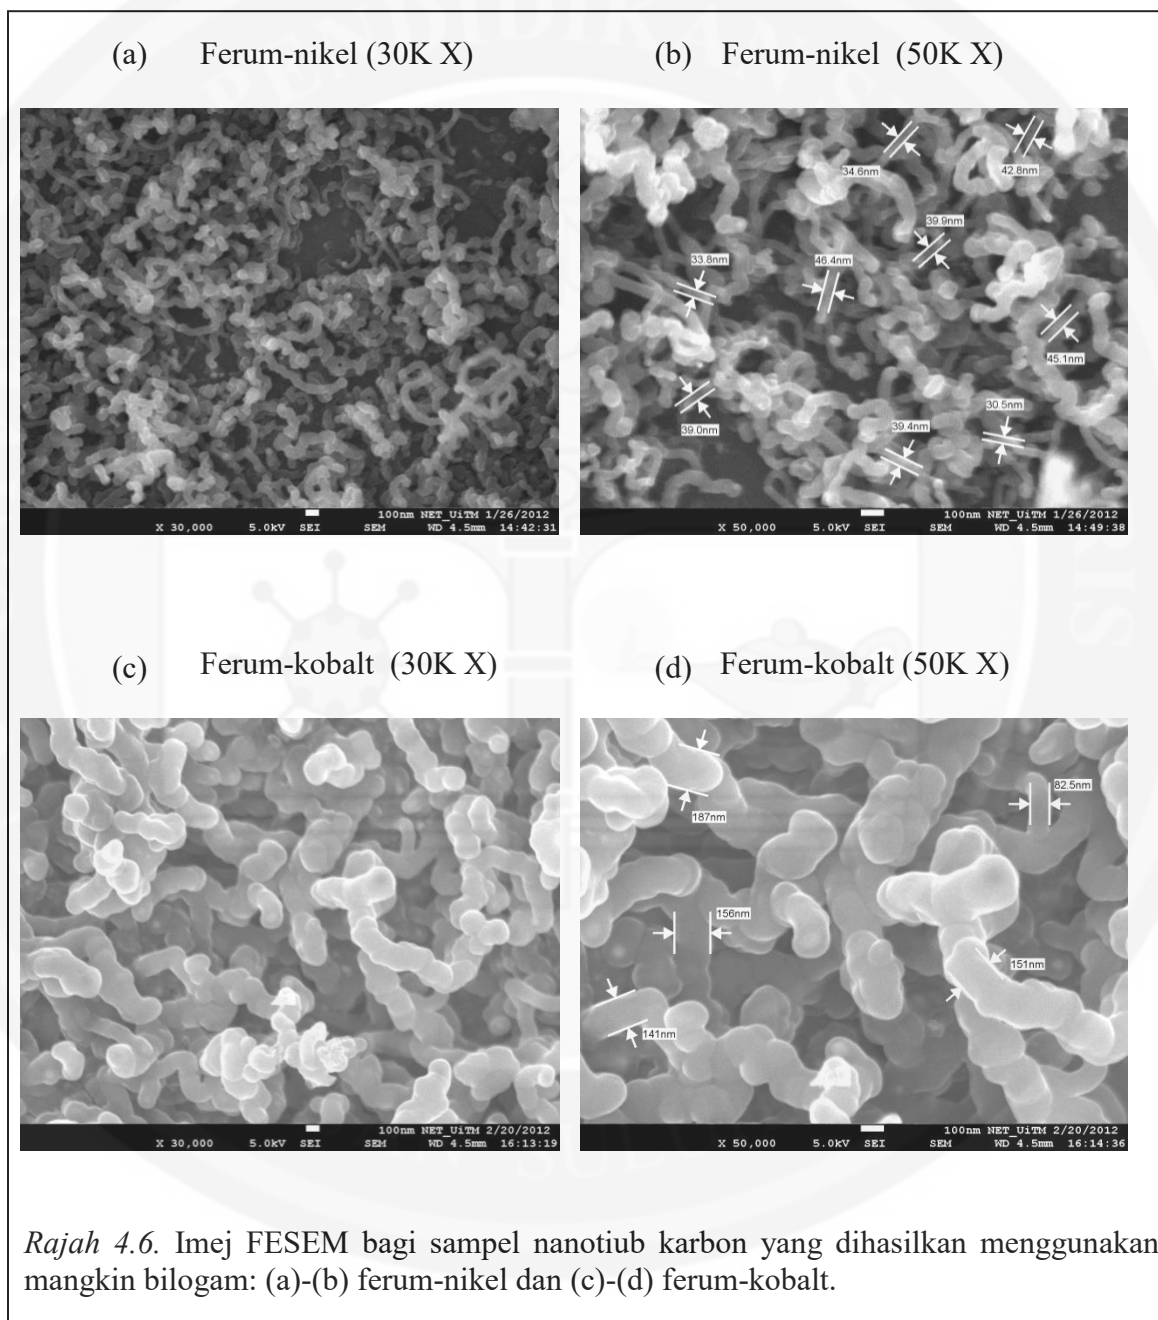 (a) Ferum-nikel (30K X)
(b) Ferum-nikel (50K X)
100nm NET_UiTM 1/26/2012
X 30,000 5.0kV SEI SEM WD 4.5mm 14:42:31
34.6nm
42.8nm
39.9nm
33.8nm
46.4nm
45.1nm
30.5nm
39.0nm
39.4nm
100nm NET_UiTM 1/26/2012
X 50,000 5.0kV SEI SEM WD 4.5mm 14:49:38
(c) Ferum-kobalt (30K X)
(d) Ferum-kobalt (50K X)
100nm NET_UiTM 2/20/2012
X 30,000 5.0kV SEI SEM WD 4.5mm 16:13:19
187nm
82.5nm
156nm
151nm
141nm
100nm NET_UiTM 2/20/2012
X 50,000 5.0kV SEI SEM WD 4.5mm 16:14:36
Rajah 4.6. Imej FESEM bagi sampel nanotiub karbon yang dihasilkan menggunakan
mangkin bilogam: (a)-(b) ferum-nikel dan (c)-(d) ferum-kobalt.